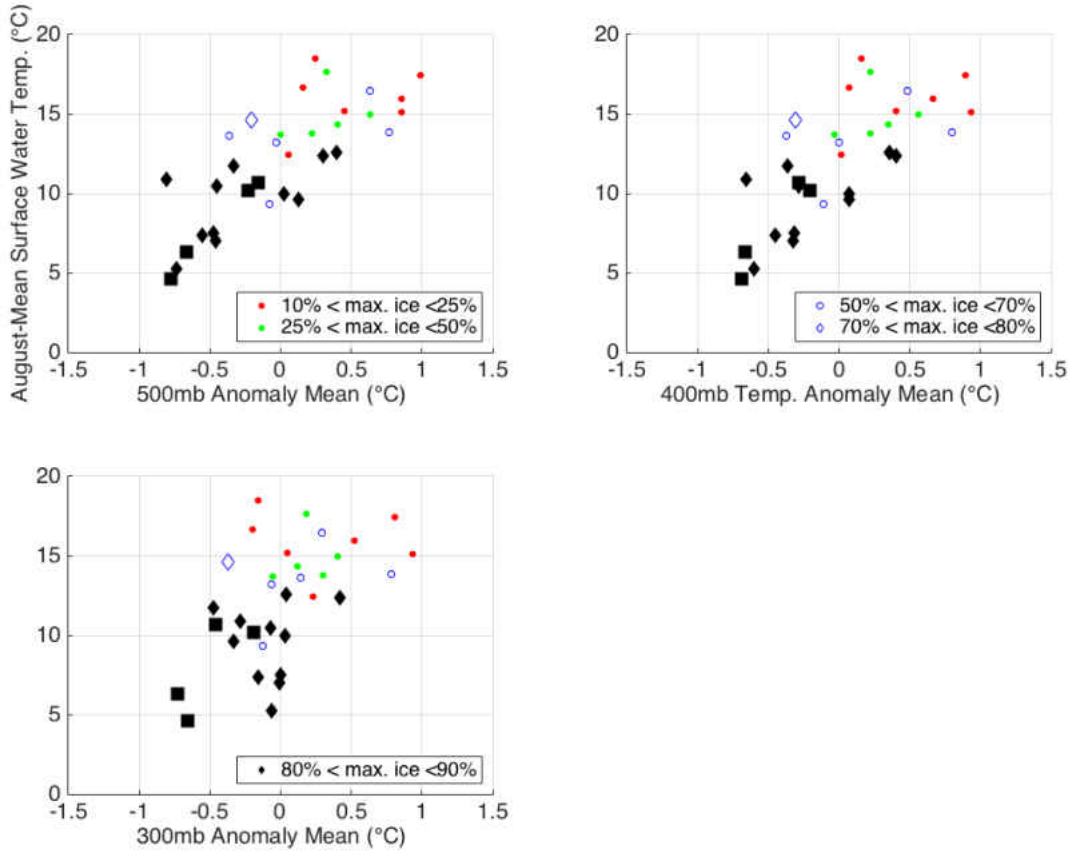 August-Mean Surface Water Temp. (°C)
20
15
10
5
0
-1.5 -1 -0.5 0 0.5 1 1.5
500mb Anomaly Mean (°C)
10% < max. ice <25%
25% < max. ice <50%
20
15
10
5
0
-1.5 -1 -0.5 0 0.5 1 1.5
400mb Temp. Anomaly Mean (°C)
50% < max. ice <70%
70% < max. ice <80%
20
15
10
5
0
-1.5 -1 -0.5 0 0.5 1 1.5
300mb Anomaly Mean (°C)
80% < max. ice <90%